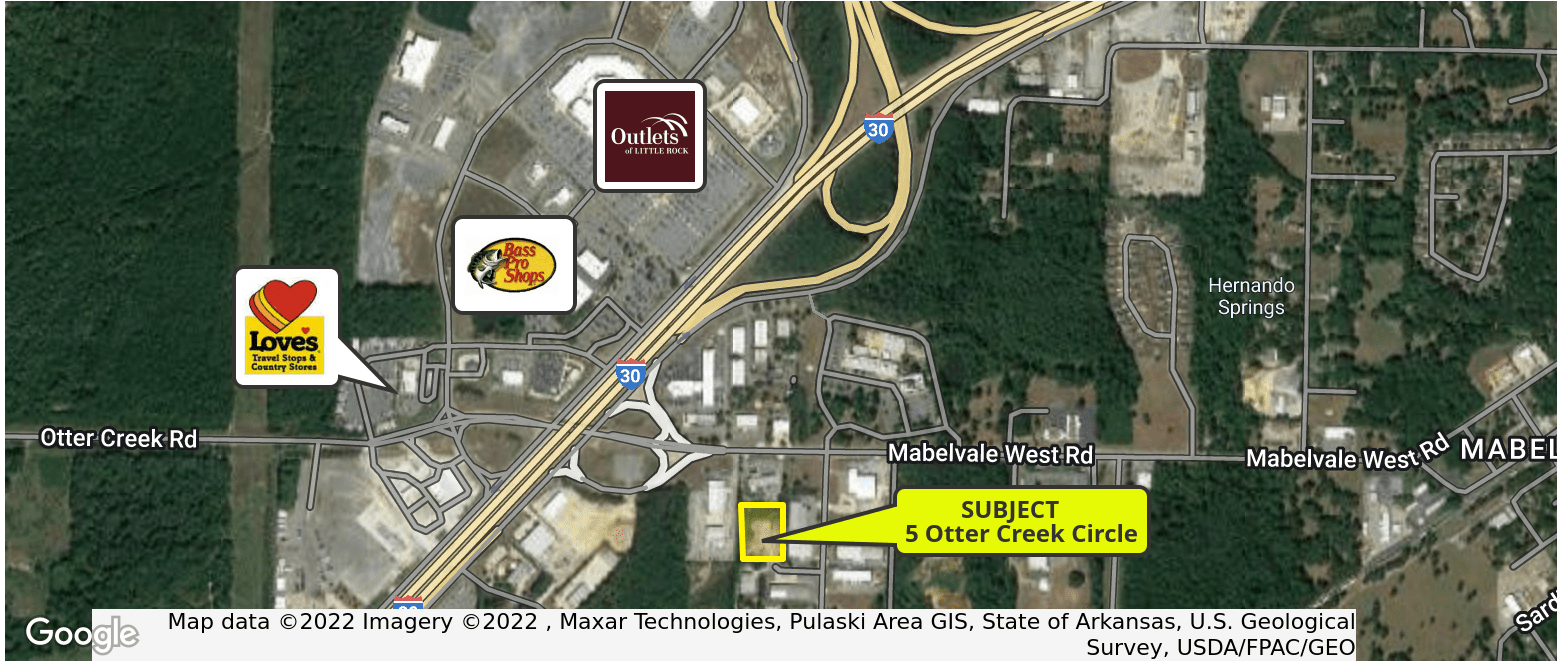 Outlets
of LITTLE ROCK
30
Bass
Pro
Shops
Hernando
Springs
Loves
Travel Stops &
Country Stores
30
Otter Creek Rd
Mabelvale West Rd
Mabelvale West Rd
MABEL
SUBJECT
5 Otter Creek Circle
Google
Map data ©2022 Imagery ©2022 , Maxar Technologies, Pulaski Area GIS, State of Arkansas, U.S. Geological
Survey, USDA/FPAC/GEO